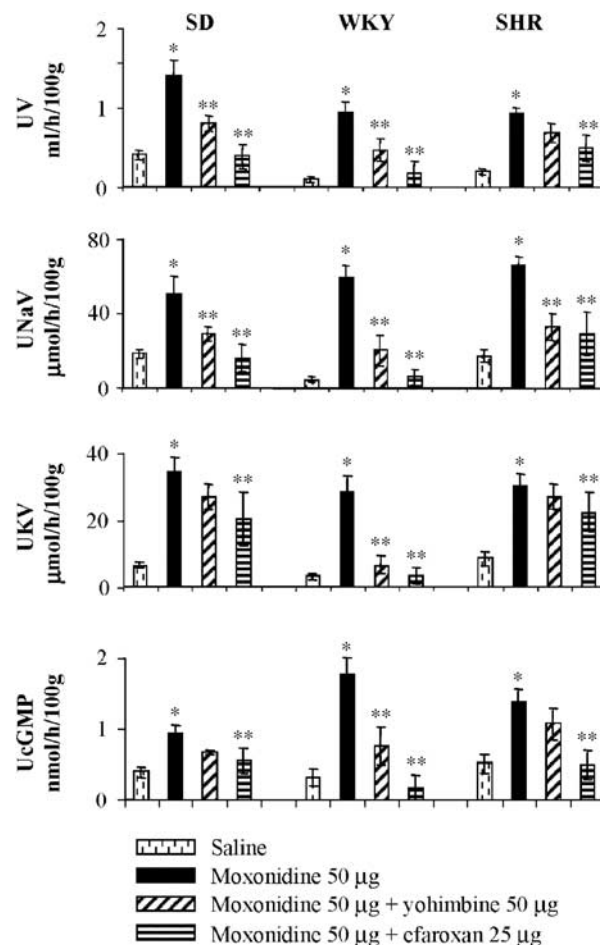 SD WKY SHR
UV
ml/h/100g
2
1
0
* ** ** * ** ** * **
UNaV
µmol/h/100g
80
40
0
* ** ** * ** ** * ** **
UKV
µmol/h/100g
40
20
0
* ** * ** ** * **
UcGMP
nmol/h/100g
2
1
0
* ** * ** ** * **
Saline
Moxonidine 50 µg
Moxonidine 50 µg + yohimbine 50 µg
Moxonidine 50 µg + efaroxan 25 µg